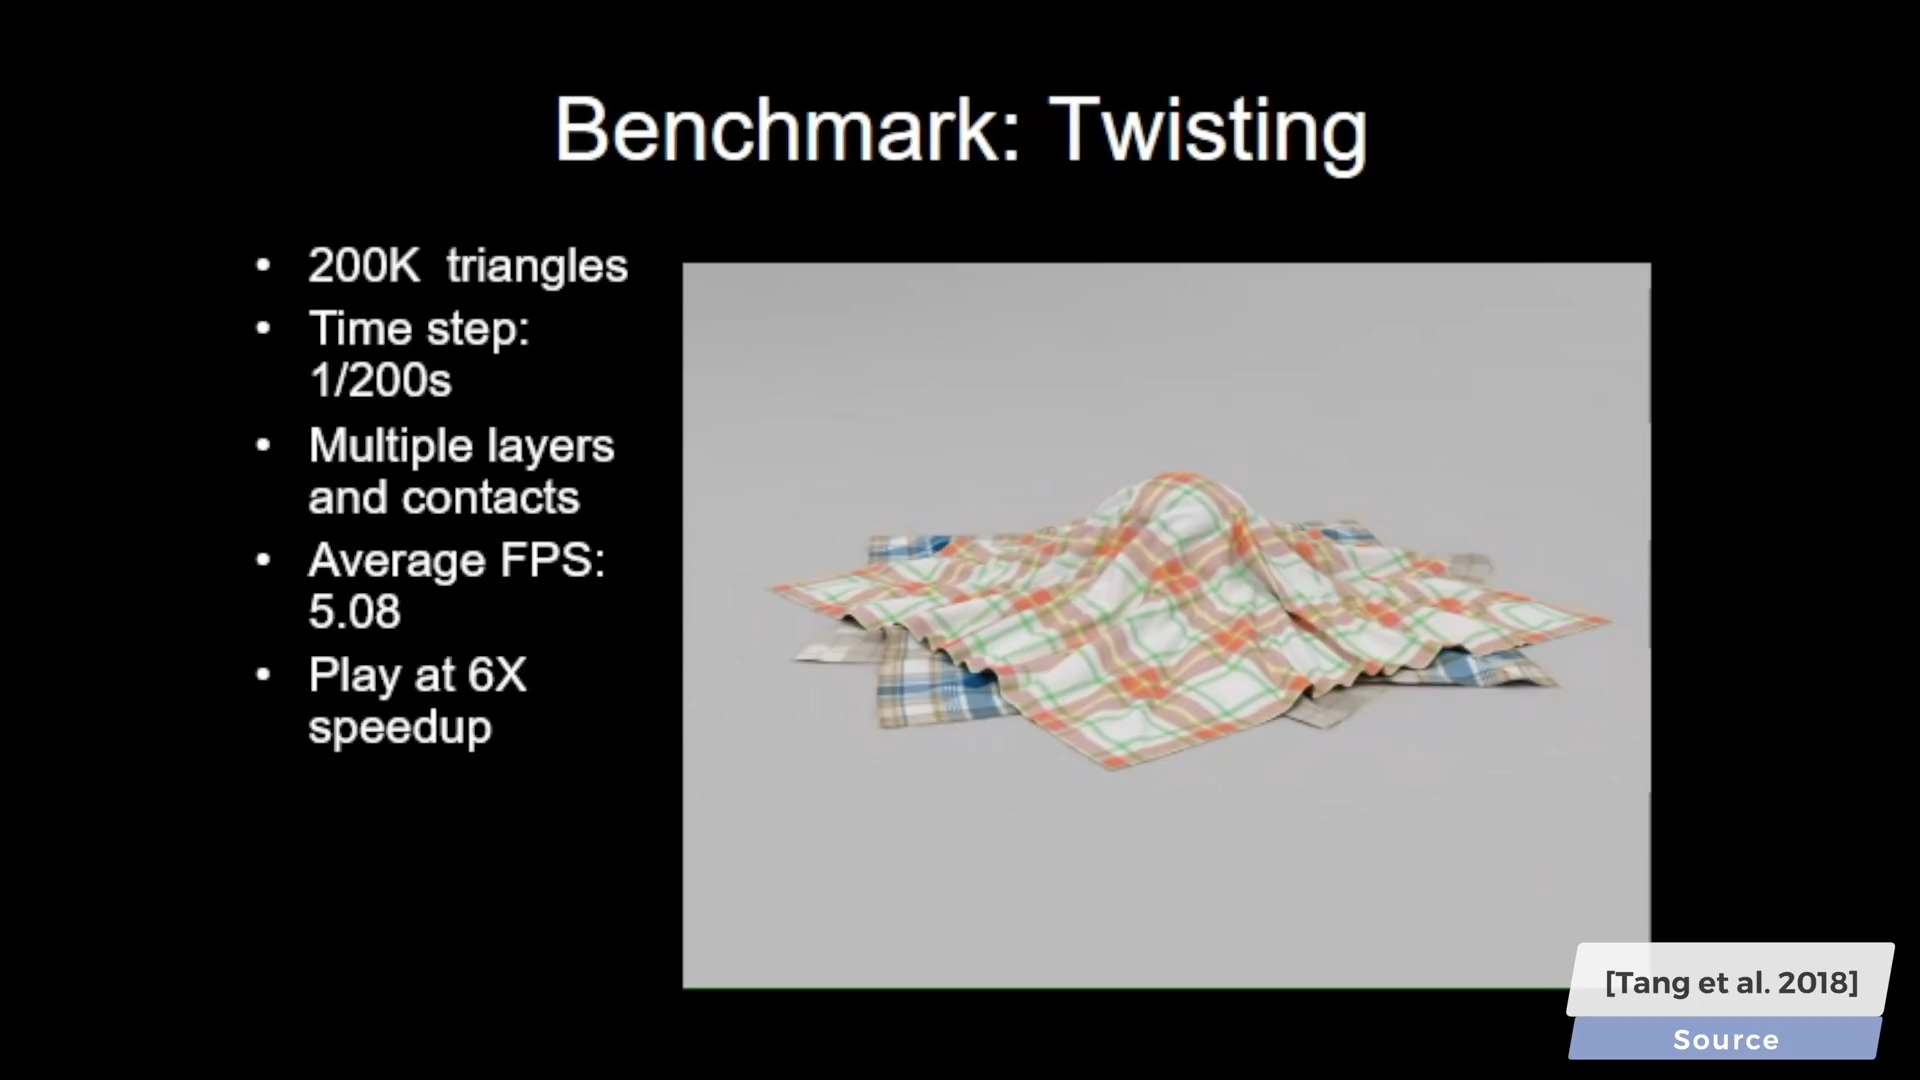 Benchmark: Twisting
• 200K triangles
• Time step:
1/200s
• Multiple layers
and contacts
• Average FPS:
5.08
• Play at 6X
speedup
[Tang et al. 2018]
Source